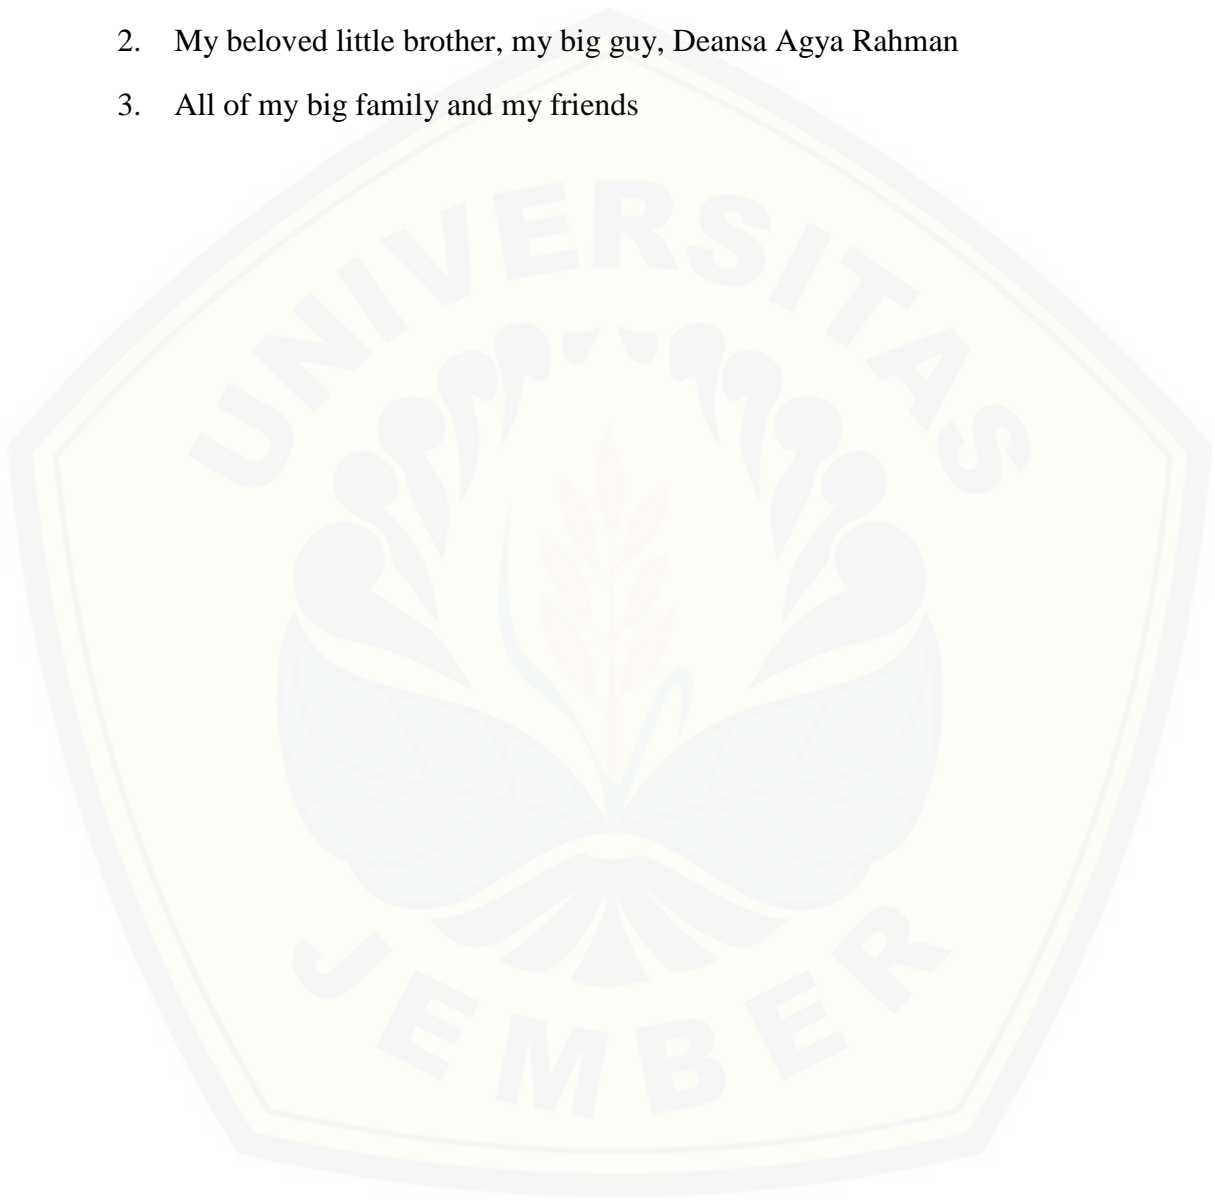 2. My beloved little brother, my big guy, Deansa Agya Rahman
3. All of my big family and my friends
UNIVERSITAS
JEMBER